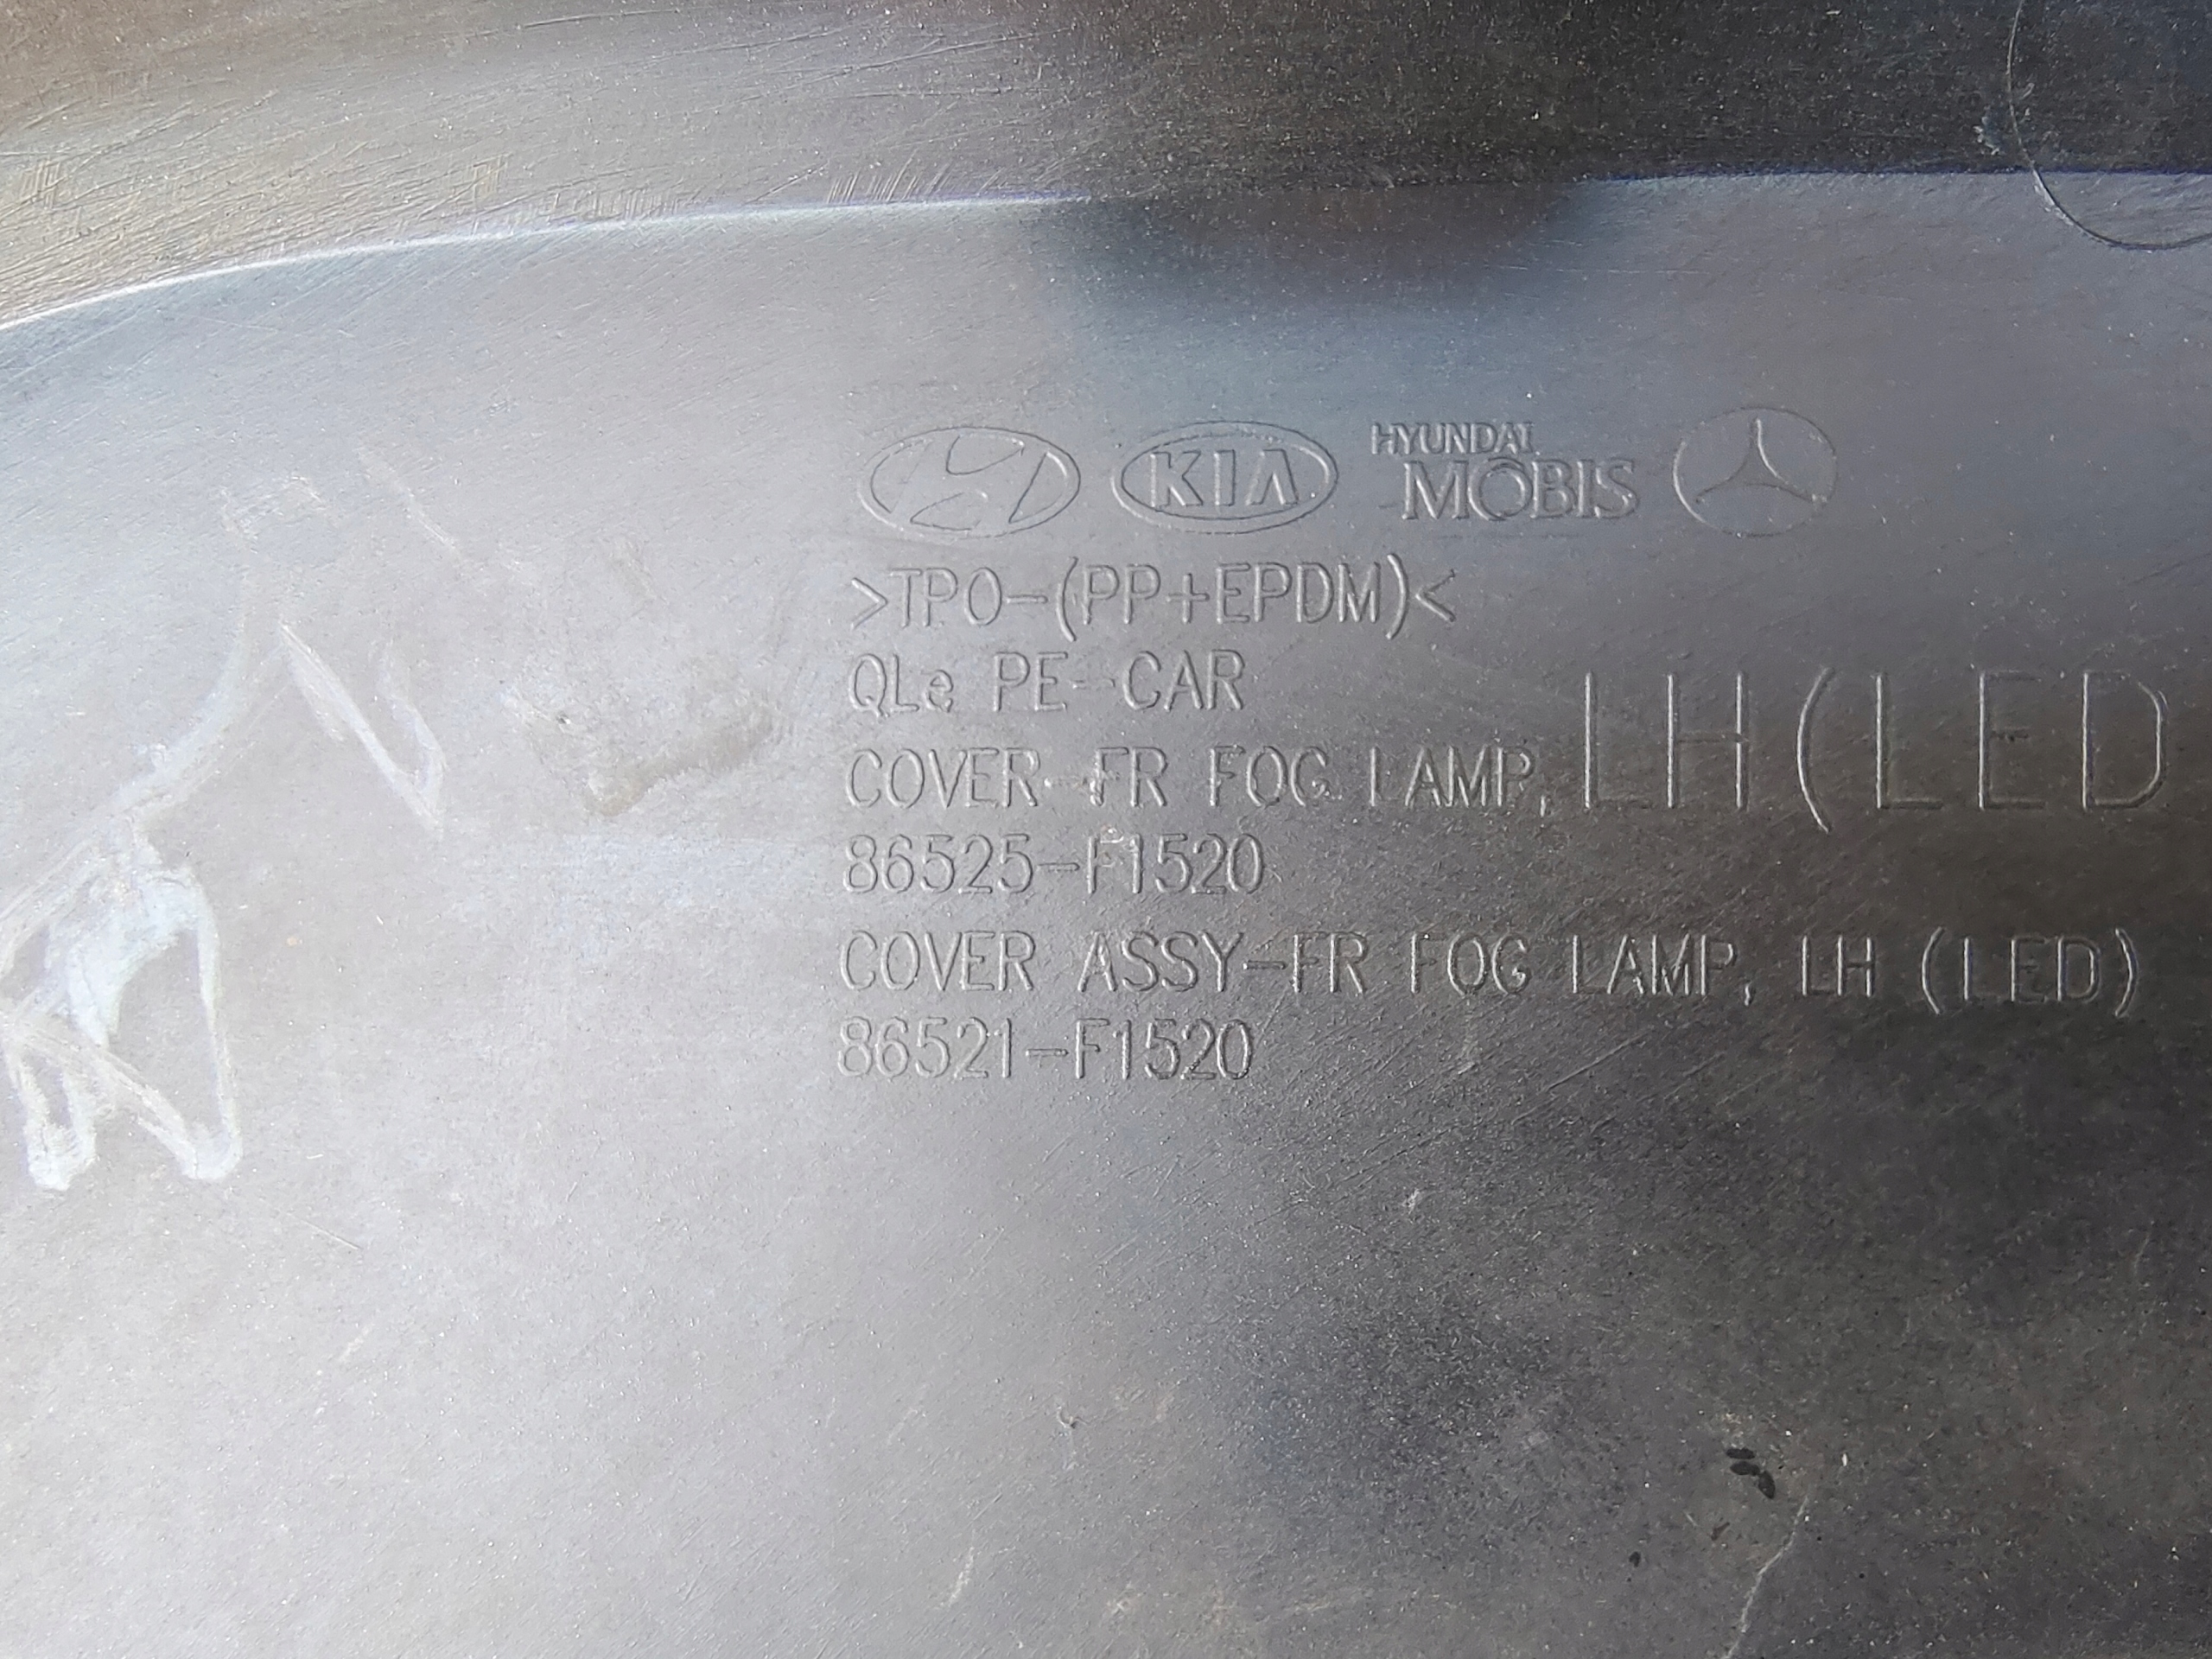 KIA HYUNDAI MOBIS
>TPO-(PP+EPDM)<
QLe PE-CAR
COVER-FR FOG LAMP, LH(LED
86525-F1520
COVER ASSY-FR FOG LAMP, LH (LED)
86521-F1520